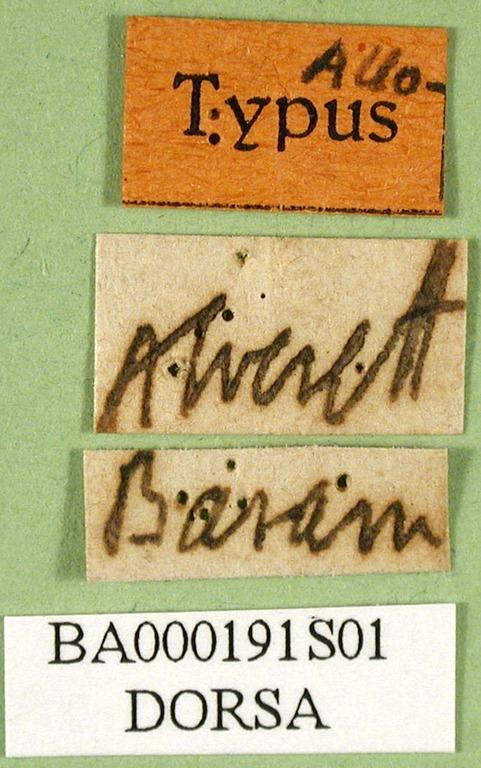 Allo-
Typus
Baram
BA000191S01
DORSA